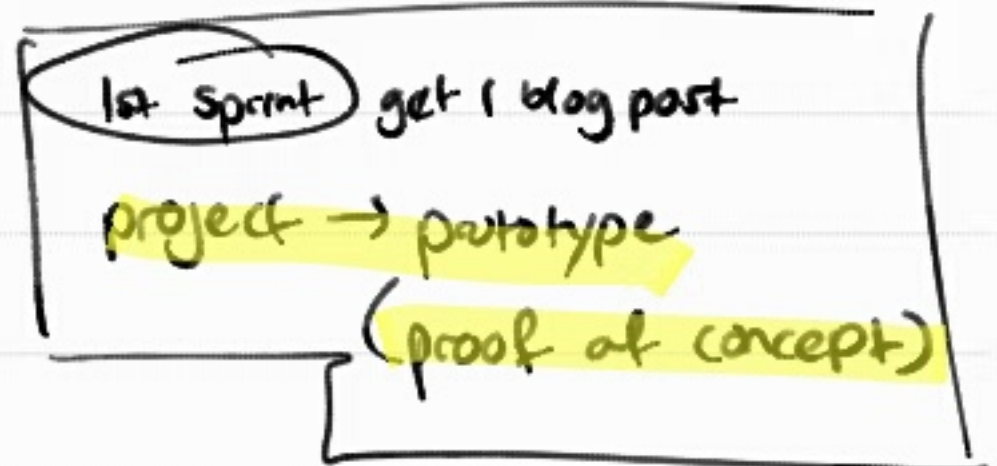 1st sprint get 1 blog post
project → prototype
(proof of concept)